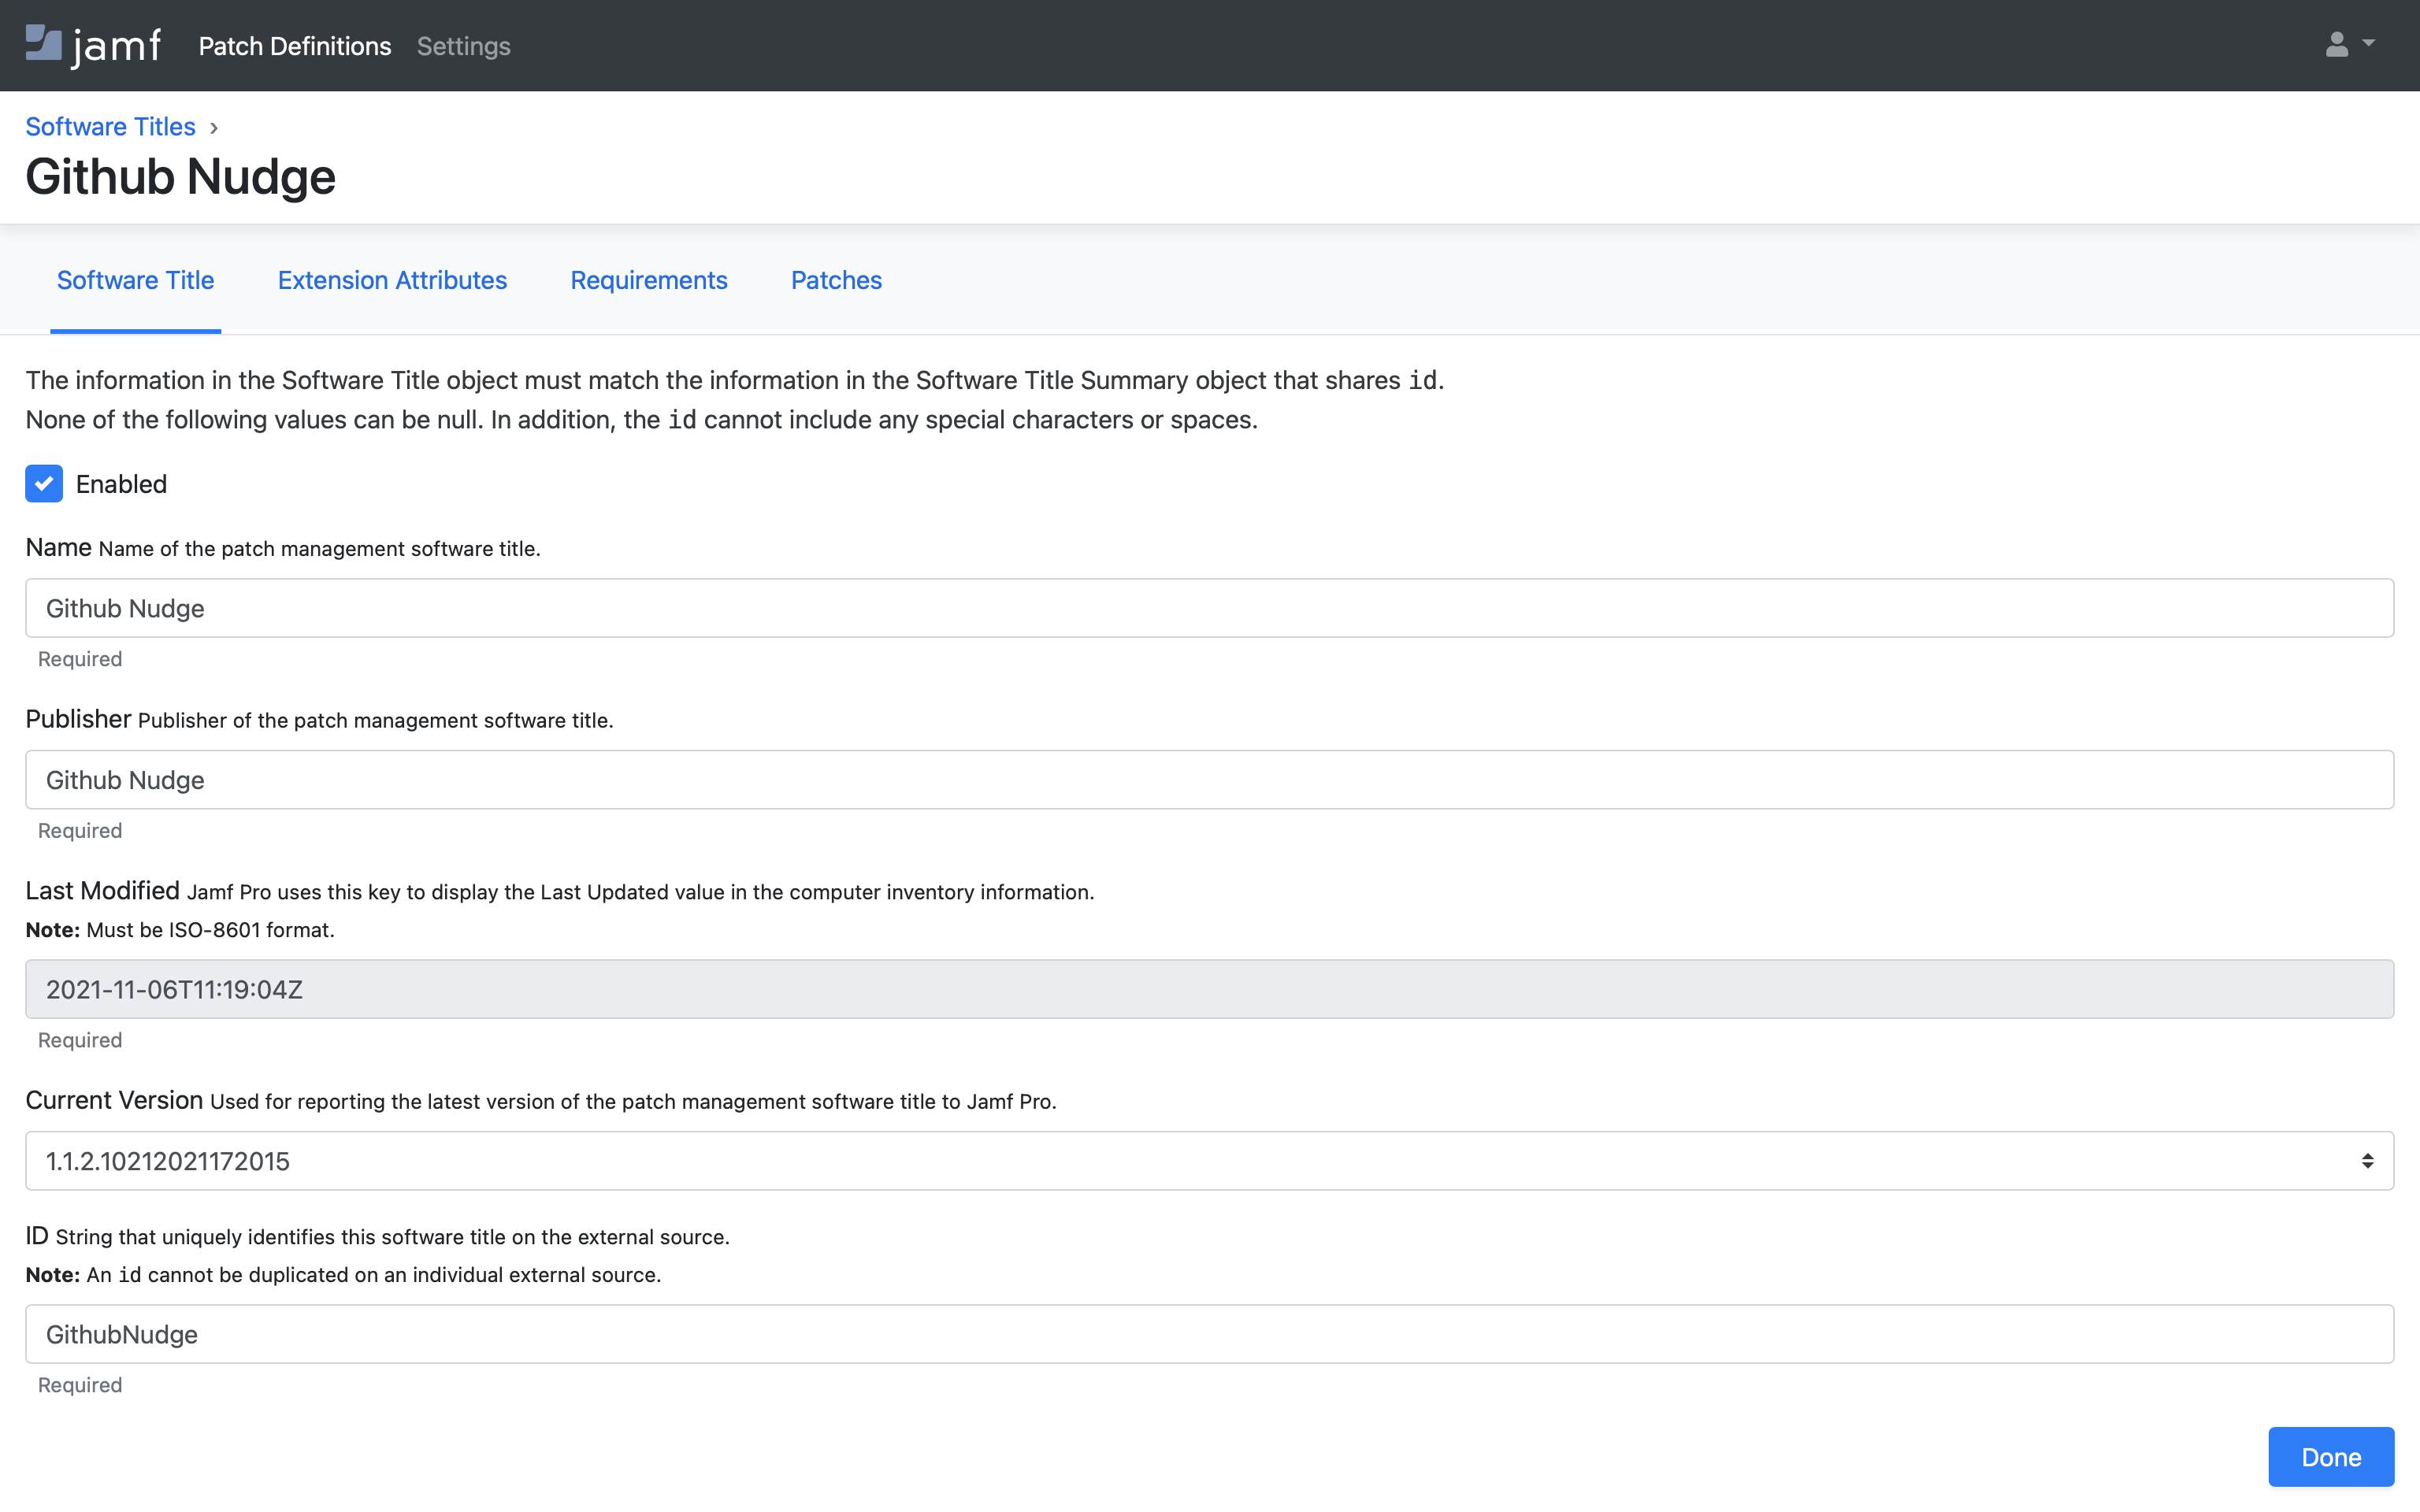 jamf Patch Definitions Settings
Software Titles ›
Github Nudge
Software Title Extension Attributes Requirements Patches
The information in the Software Title object must match the information in the Software Title Summary object that shares id.
None of the following values can be null. In addition, the id cannot include any special characters or spaces.
Enabled
Name Name of the patch management software title.
Github Nudge
Required
Publisher Publisher of the patch management software title.
Github Nudge
Required
Last Modified Jamf Pro uses this key to display the Last Updated value in the computer inventory information.
Note: Must be ISO-8601 format.
2021-11-06T11:19:04Z
Required
Current Version Used for reporting the latest version of the patch management software title to Jamf Pro.
1.1.2.10212021172015
ID String that uniquely identifies this software title on the external source.
Note: An id cannot be duplicated on an individual external source.
GithubNudge
Required
Done